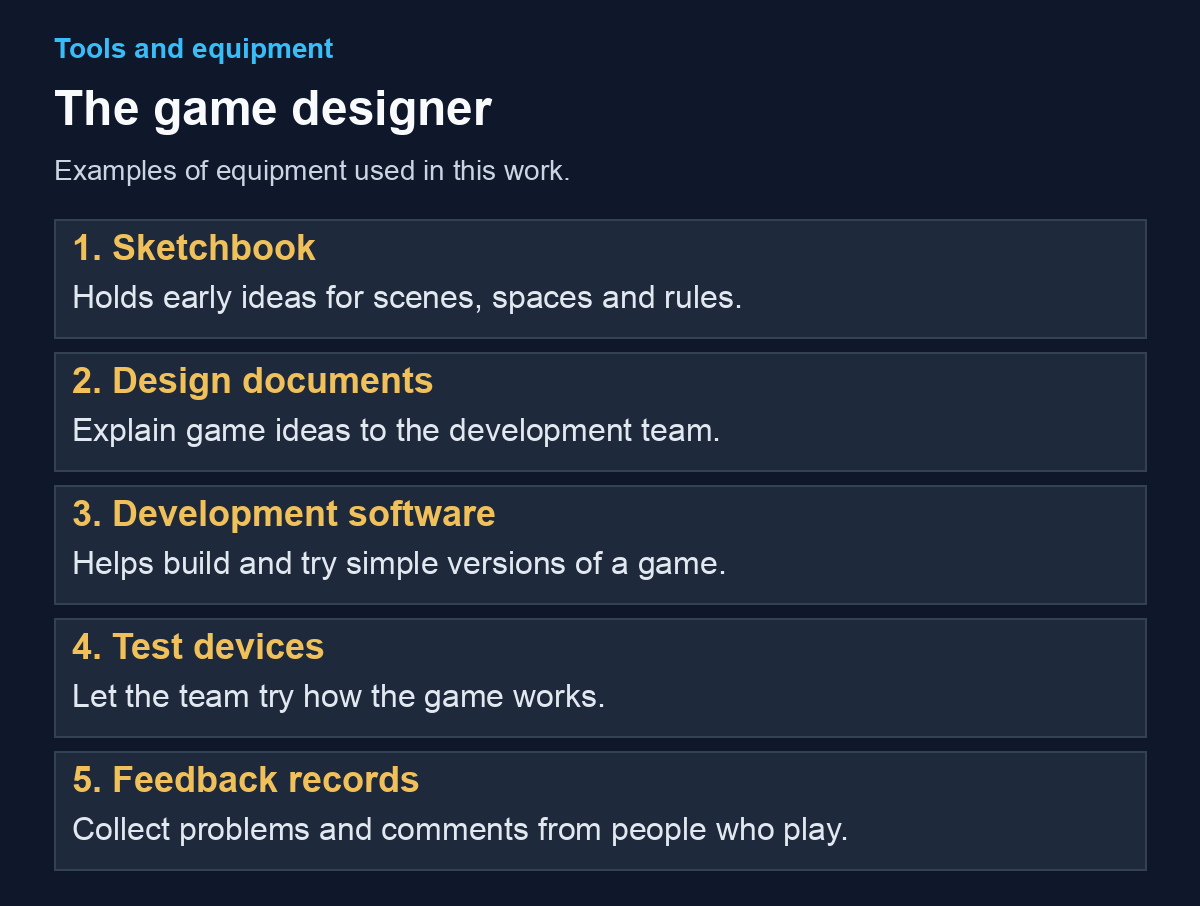 Tools and equipment
The game designer
Examples of equipment used in this work.
1. Sketchbook
Holds early ideas for scenes, spaces and rules.
2. Design documents
Explain game ideas to the development team.
3. Development software
Helps build and try simple versions of a game.
4. Test devices
Let the team try how the game works.
5. Feedback records
Collect problems and comments from people who play.